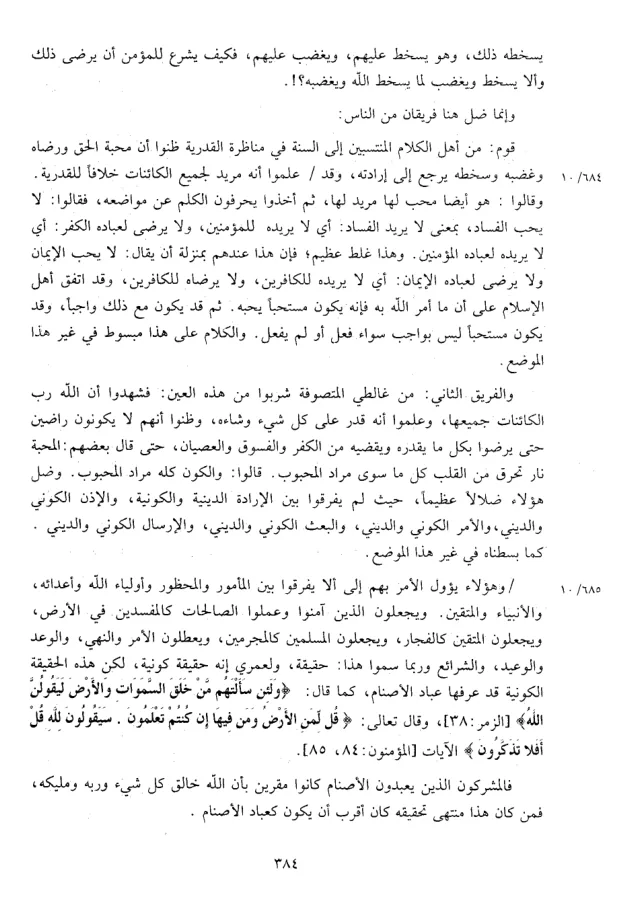 يسخطه ذلك، وهو يسخط عليهم، ويغضب عليهم، فكيف يشرع للمؤمن أن يرضى ذلك
وألا يسخط ويغضب لما يسخط الله ويغضبه؟!.
وإنما ضل هنا فريقان من الناس:
قوم: من أهل الكلام المنتسبين إلى السنة في مناظرة القدرية ظنوا أن محبة الحق ورضاه
١٠/٦٨٤ وغضبه وسخطه يرجع إلى إرادته، وقد / علموا أنه مريد لجميع الكائنات خلافاً للقدرية.
وقالوا : هو أيضا محب لها مريد لها، ثم أخذوا يحرفون الكلم عن مواضعه، فقالوا: لا
يحب الفساد، بمعنى لا يريد الفساد: أي لا يريده للمؤمنين، ولا يرضى لعباده الكفر: أي
لا يريده لعباده المؤمنين. وهذا غلط عظيم؛ فإن هذا عندهم بمنزلة أن يقال: لا يحب الإيمان
ولا يرضى لعباده الإيمان: أي لا يريده للكافرين، ولا يرضاه للكافرين، وقد اتفق أهل
الإسلام على أن ما أمر الله به فإنه يكون مستحباً يحبه. ثم قد يكون مع ذلك واجباً، وقد
يكون مستحباً ليس بواجب سواء فعل أو لم يفعل. والكلام على هذا مبسوط في غير هذا
الموضع.
والفريق الثاني: من غالطي المتصوفة شربوا من هذه العين: فشهدوا أن الله رب
الكائنات جميعها، وعلموا أنه قدر على كل شيء وشاءه، وظنوا أنهم لا يكونون راضين
حتى يرضوا بكل ما يقدره ويقضيه من الكفر والفسوق والعصيان، حتى قال بعضهم:المحبة
نار تحرق من القلب كل ما سوى مراد المحبوب. قالوا: والكون كله مراد المحبوب. وضل
هؤلاء ضلالاً عظيماً، حيث لم يفرقوا بين الإرادة الدينية والكونية، والإذن الكوني
والديني،والأمر الكوني والديني، والبعث الكوني والديني، والإرسال الكوني والديني .
كما بسطناه في غير هذا الموضع.
١٠/٦٨٥ / وهؤلاء يؤول الأمر بهم إلى ألا يفرقوا بين المأمور والمحظور وأولياء الله وأعدائه،
والأنبياء والمتقين. ويجعلون الذين آمنوا وعملوا الصالحات كالمفسدين في الأرض،
ويجعلون المتقين كالفجار، ويجعلون المسلمين كالمجرمين، ويعطلون الأمر والنهي، والوعد
والوعيد، والشرائع وربما سموا هذا: حقيقة، ولعمري إنه حقيقة كونية، لكن هذه الحقيقة
الكونية قد عرفها عباد الأصنام، كما قال: ﴿وَلَئِن سَأَلْتَهُم مَّنْ خَلَقَ السَّمَوَاتِ وَالأَرْضَ لَيَقُولُنَّ
اللَّهُ﴾ [الزمر:٣٨]، وقال تعالى: ﴿ قُل لِّمَنِ الأَرْضُ وَمَن فِيهَا إِن كُنتُمْ تَعْلَمُونَ . سَيَقُولُونَ لِلَّهِ قُلْ
أَفَلا تَذَكَّرُونَ ﴾ الآيات [المؤمنون:٨٤، ٨٥].
فالمشركون الذين يعبدون الأصنام كانوا مقرين بأن الله خالق كل شيء وربه ومليكه،
فمن كان هذا منتهى تحقيقه كان أقرب أن يكون كعباد الأصنام .
٣٨٤